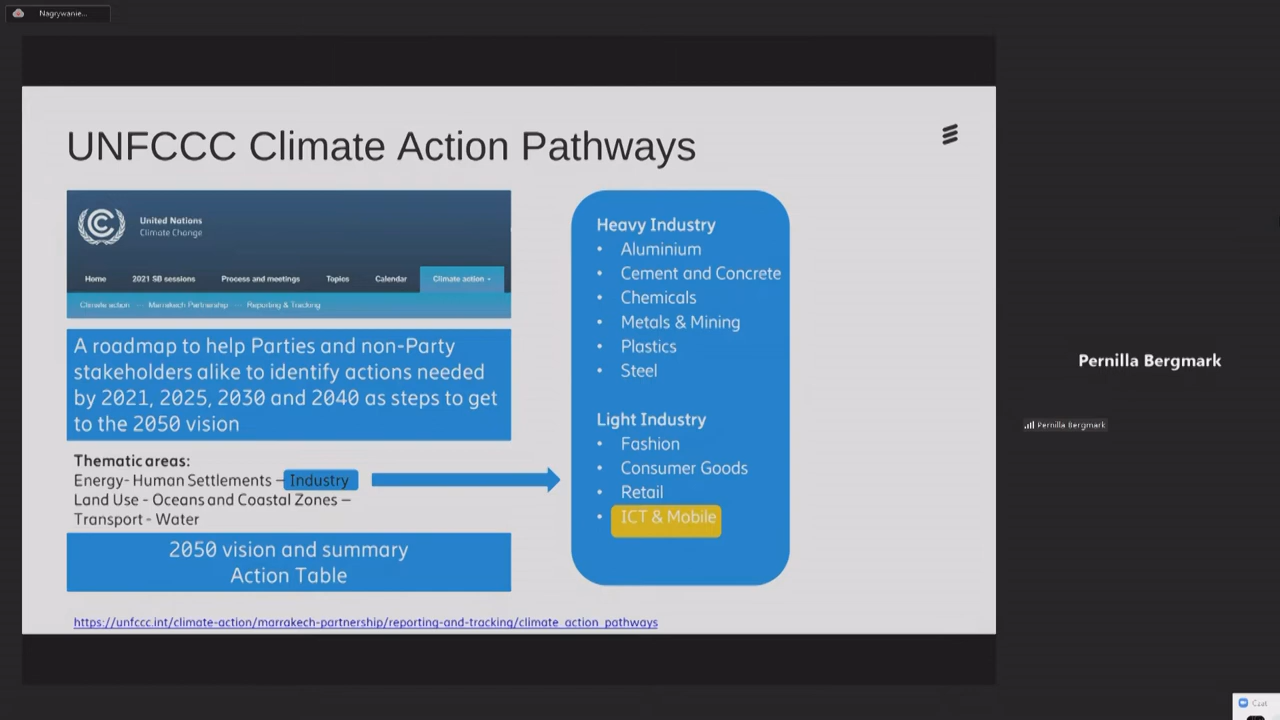 Nagrywanie...
UNFCCC Climate Action Pathways
United Nations
Climate Change
Home 2021 SB sessions Process and meetings Topics Calendar Climate action
Climate action — Marrakech Partnership — Reporting & Tracking
A roadmap to help Parties and non-Party
stakeholders alike to identify actions needed
by 2021, 2025, 2030 and 2040 as steps to get
to the 2050 vision
Thematic areas:
Energy- Human Settlements – Industry
Land Use - Oceans and Coastal Zones –
Transport - Water
2050 vision and summary
Action Table
https://unfccc.int/climate-action/marrakech-partnership/reporting-and-tracking/climate_action_pathways
Heavy Industry
• Aluminium
• Cement and Concrete
• Chemicals
• Metals & Mining
• Plastics
• Steel
Light Industry
• Fashion
• Consumer Goods
• Retail
• ICT & Mobile
Pernilla Bergmark
Pernilla Bergmark
Czat